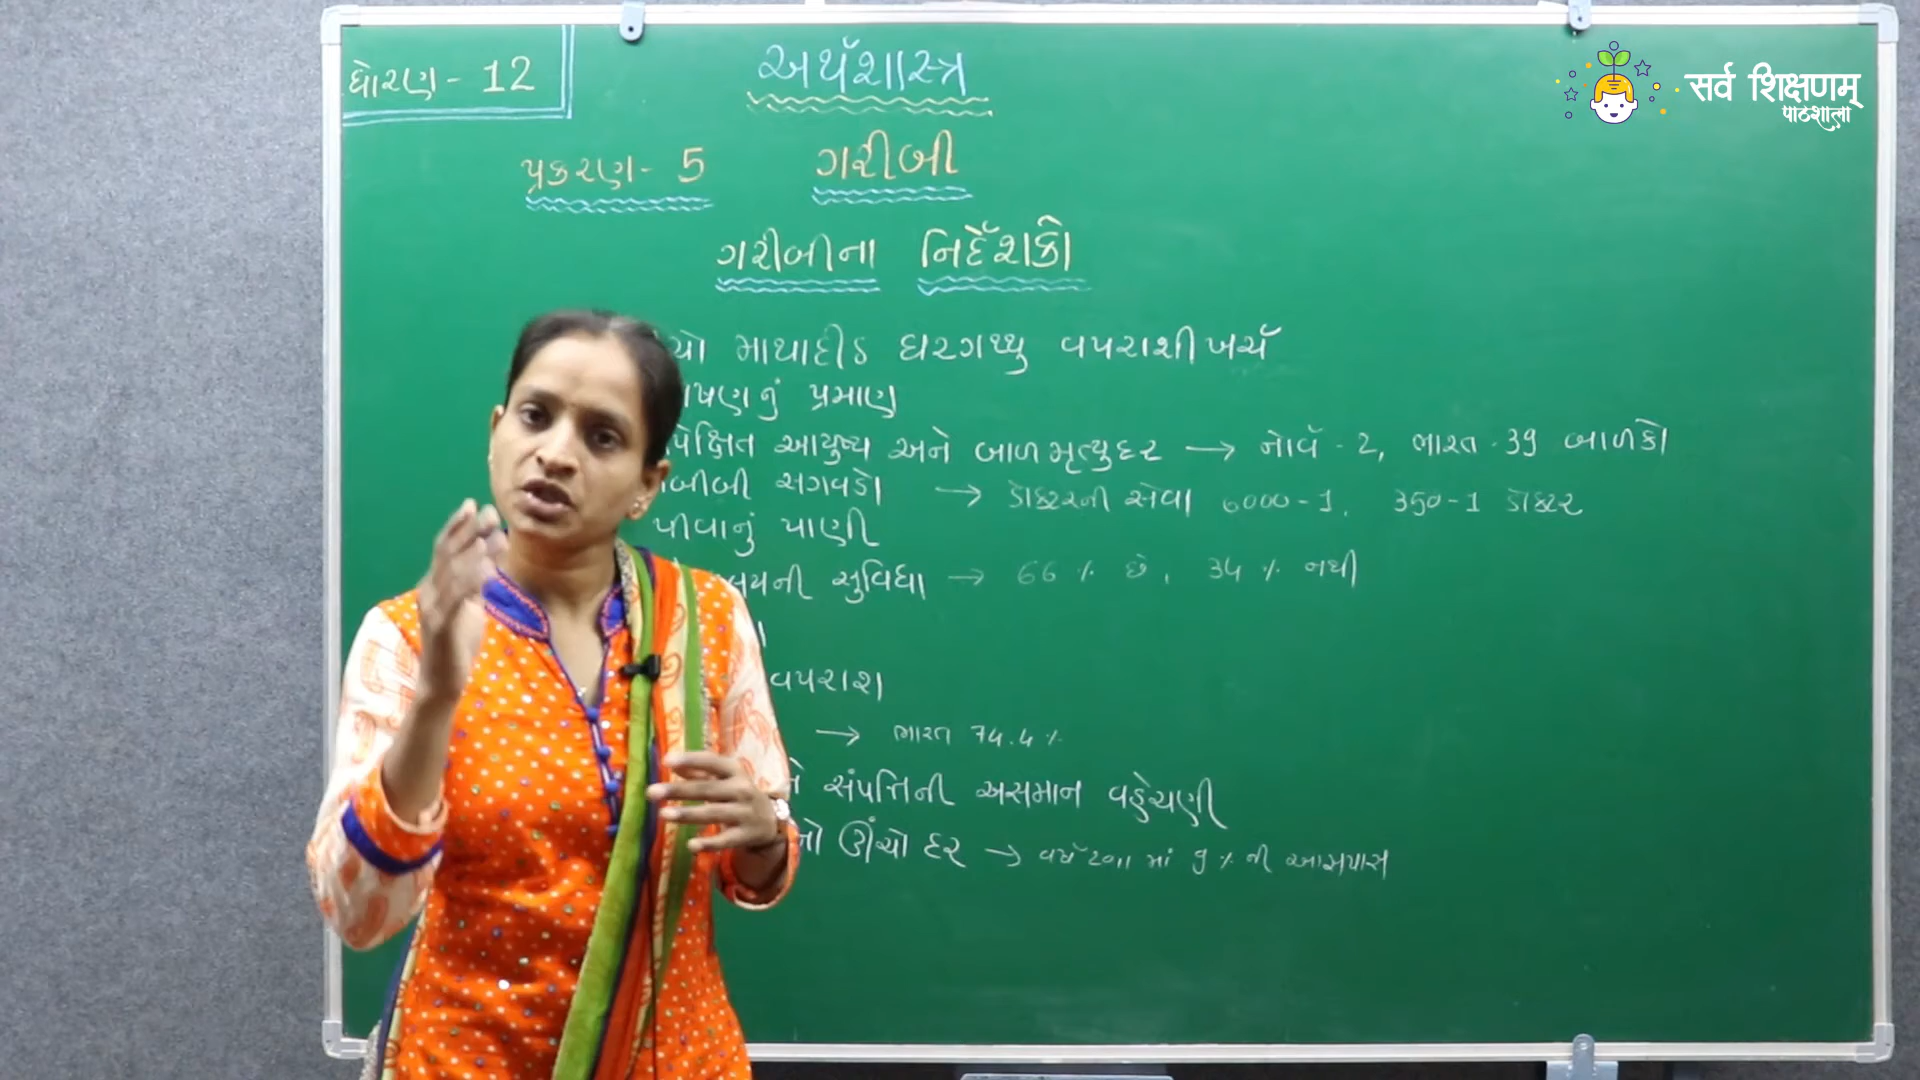 ધોરણ - 12
અર્થશાસ્ત્ર
सर्व शिक्षणम्
पाठशाला
પ્રકરણ - 5 ગરીબી
ગરીબીના નિર્દેશકો
માથાદીઠ ઘરગથ્થુ વપરાશી ખર્ચ
પ્રમાણ
આયુષ્ય અને બાળમૃત્યુદર → નોર્વે - 2, ભારત - 39 બાળકો
સગવડો → ડોક્ટરની સેવા 6000 - 1, 350 - 1 ડોક્ટર
પીવાનું પાણી
સુવિધા → 66 % છે, 34 % નથી
વપરાશ
→ ભારત 74.4 %
સંપત્તિની અસમાન વહેંચણી
ઊંચો દર → વર્ષ 2011 માં 9 % ની આસપાસ